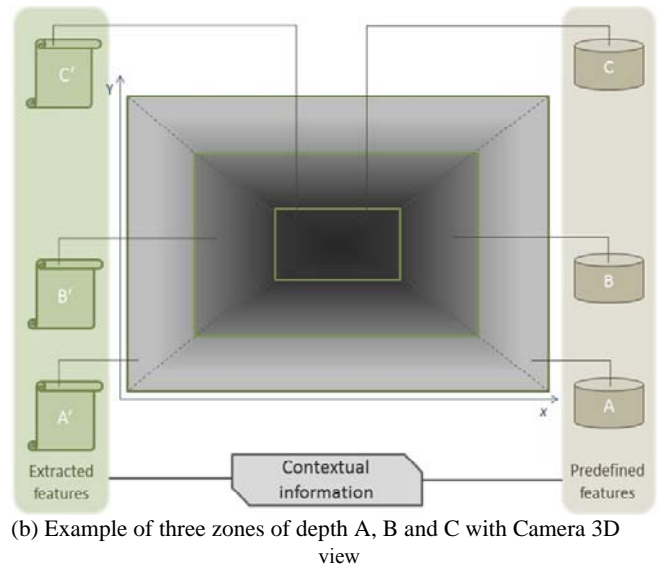 C′
C
Y
B′
B
A′
A
x
Extracted
features
Contextual
information
Predefined
features
(b) Example of three zones of depth A, B and C with Camera 3D
view